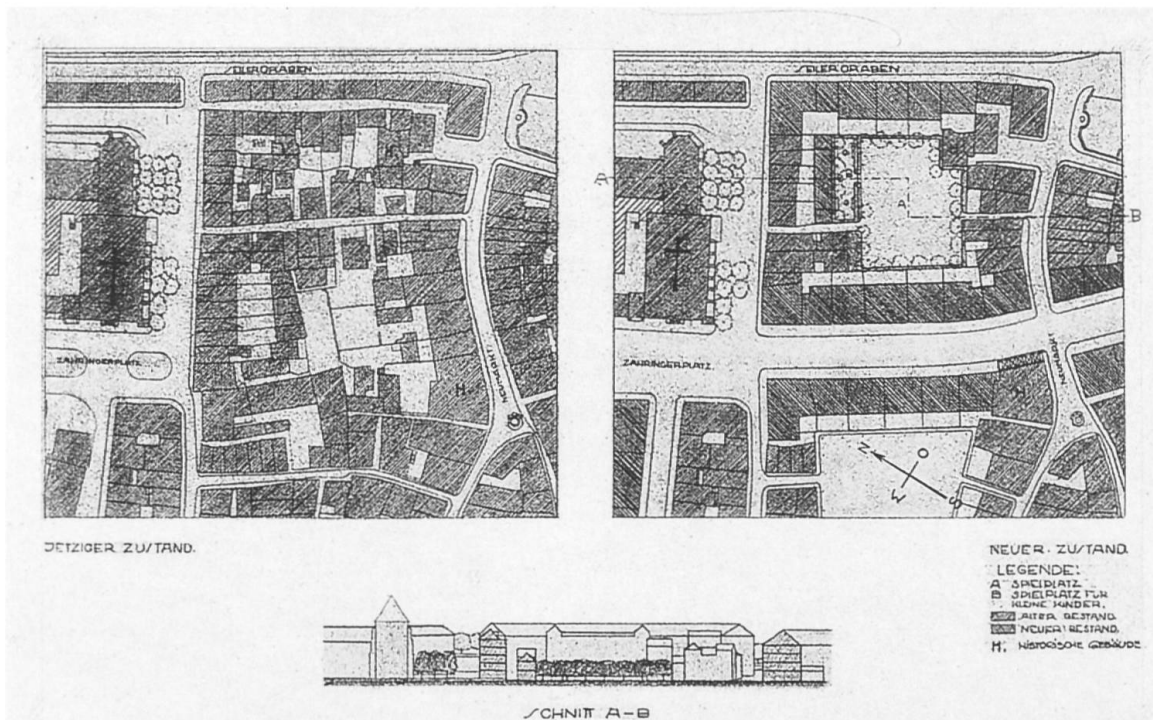 SEILERGRABEN
H
H
ZÄHRINGERPLATZ
NEUMARKT
H.
JETZIGER ZUSTAND.
SEILERGRABEN
A
A
B
H
ZÄHRINGERPLATZ.
NEUMARKT
H
N
O
W
S
NEUER ZUSTAND.
LEGENDE:
A SPIELPLATZ
B SPIELPLATZ FÜR
KLEINE KINDER.
ALTER BESTAND.
NEUER BESTAND.
H. HISTORISCHE GEBÄUDE
SCHNITT A-B